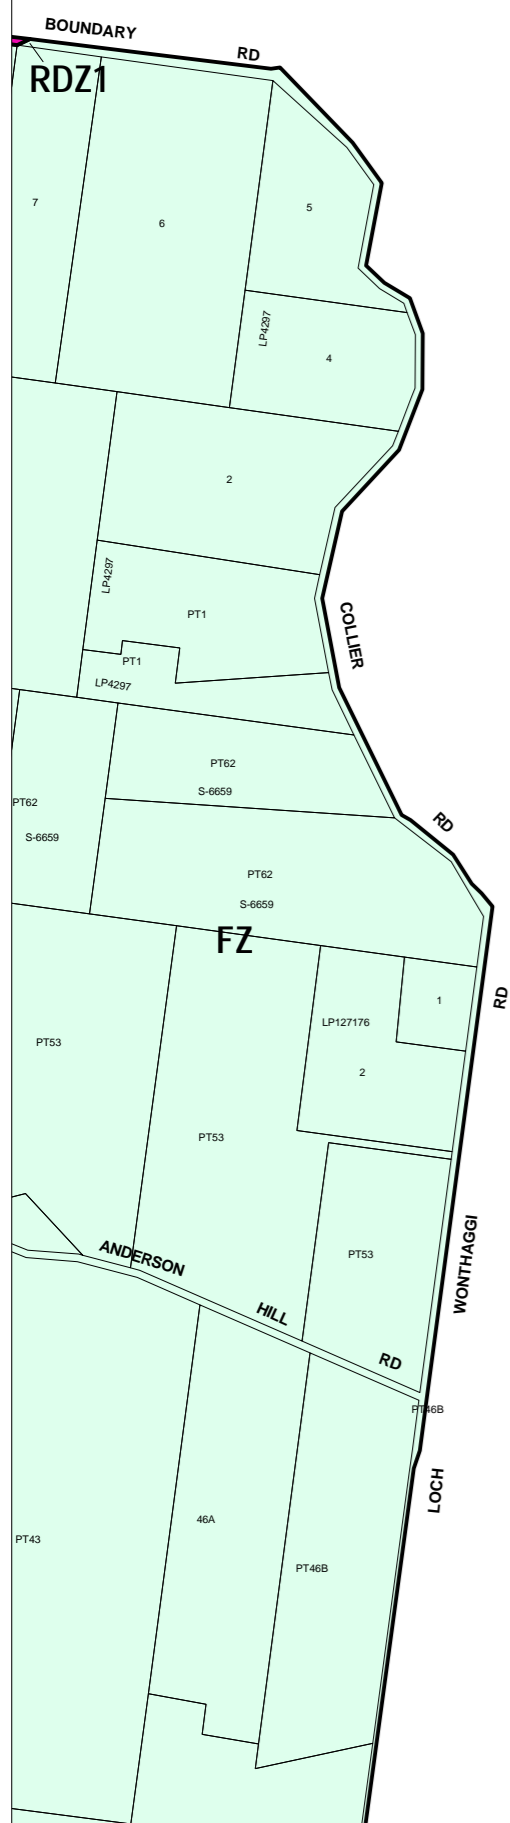 BOUNDARY RD
RDZ1
7
6
5
LP4297
4
2
LP4297
PT1
PT1
LP4297
COLLIER RD
PT62
S-6659
PT62
S-6659
PT62
S-6659
FZ
1
LP127176
2
PT53
PT53
PT53
LOCH WONTHAGGI RD
ANDERSON HILL RD
PT46B
46A
PT43
PT46B